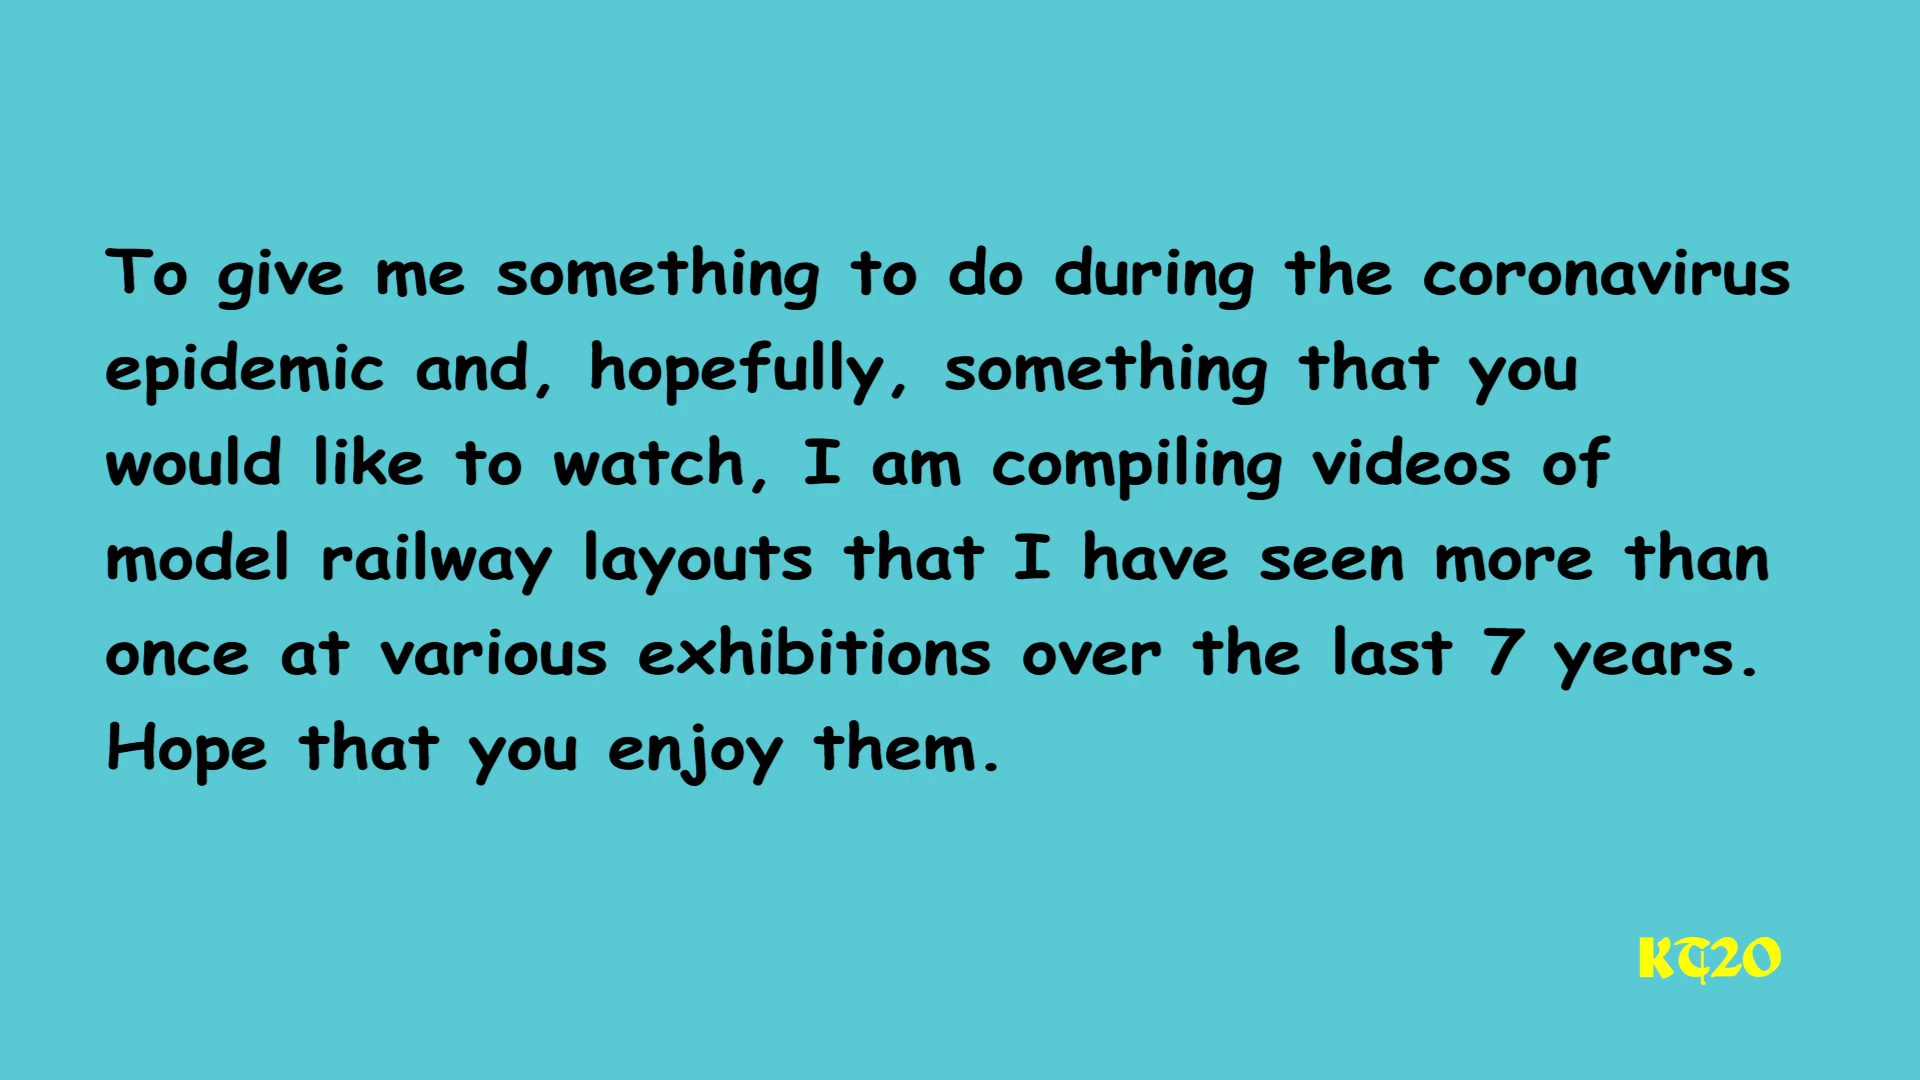 To give me something to do during the coronavirus
epidemic and, hopefully, something that you
would like to watch, I am compiling videos of
model railway layouts that I have seen more than
once at various exhibitions over the last 7 years.
Hope that you enjoy them.
KT20